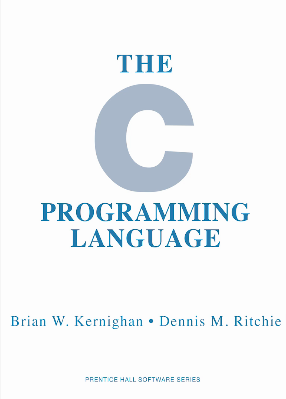 THE
C
PROGRAMMING
LANGUAGE
Brian W. Kernighan • Dennis M. Ritchie
PRENTICE HALL SOFTWARE SERIES